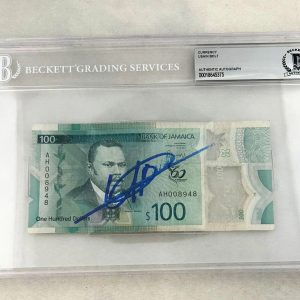 BECKETT GRADING SERVICES
CURRENCY
USAIN BOLT
AUTHENTIC AUTOGRAPH
BANK OF JAMAICA
100
AH008948
60
AH008948
One Hundred Dollars
$100